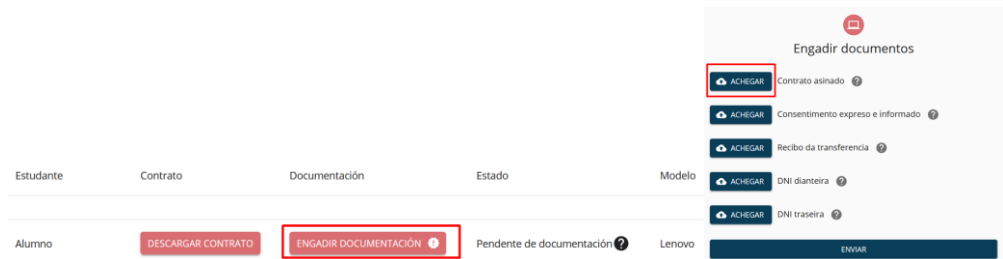 Estudante Contrato Documentación Estado Modelo
Alumno DESCARGAR CONTRATO ENGADIR DOCUMENTACIÓN ! Pendente de documentación ? Lenovo
Engadir documentos
ACHEGAR Contrato asinado ?
ACHEGAR Consentimento expreso e informado ?
ACHEGAR Recibo da transferencia ?
ACHEGAR DNI dianteira ?
ACHEGAR DNI traseira ?
ENVIAR